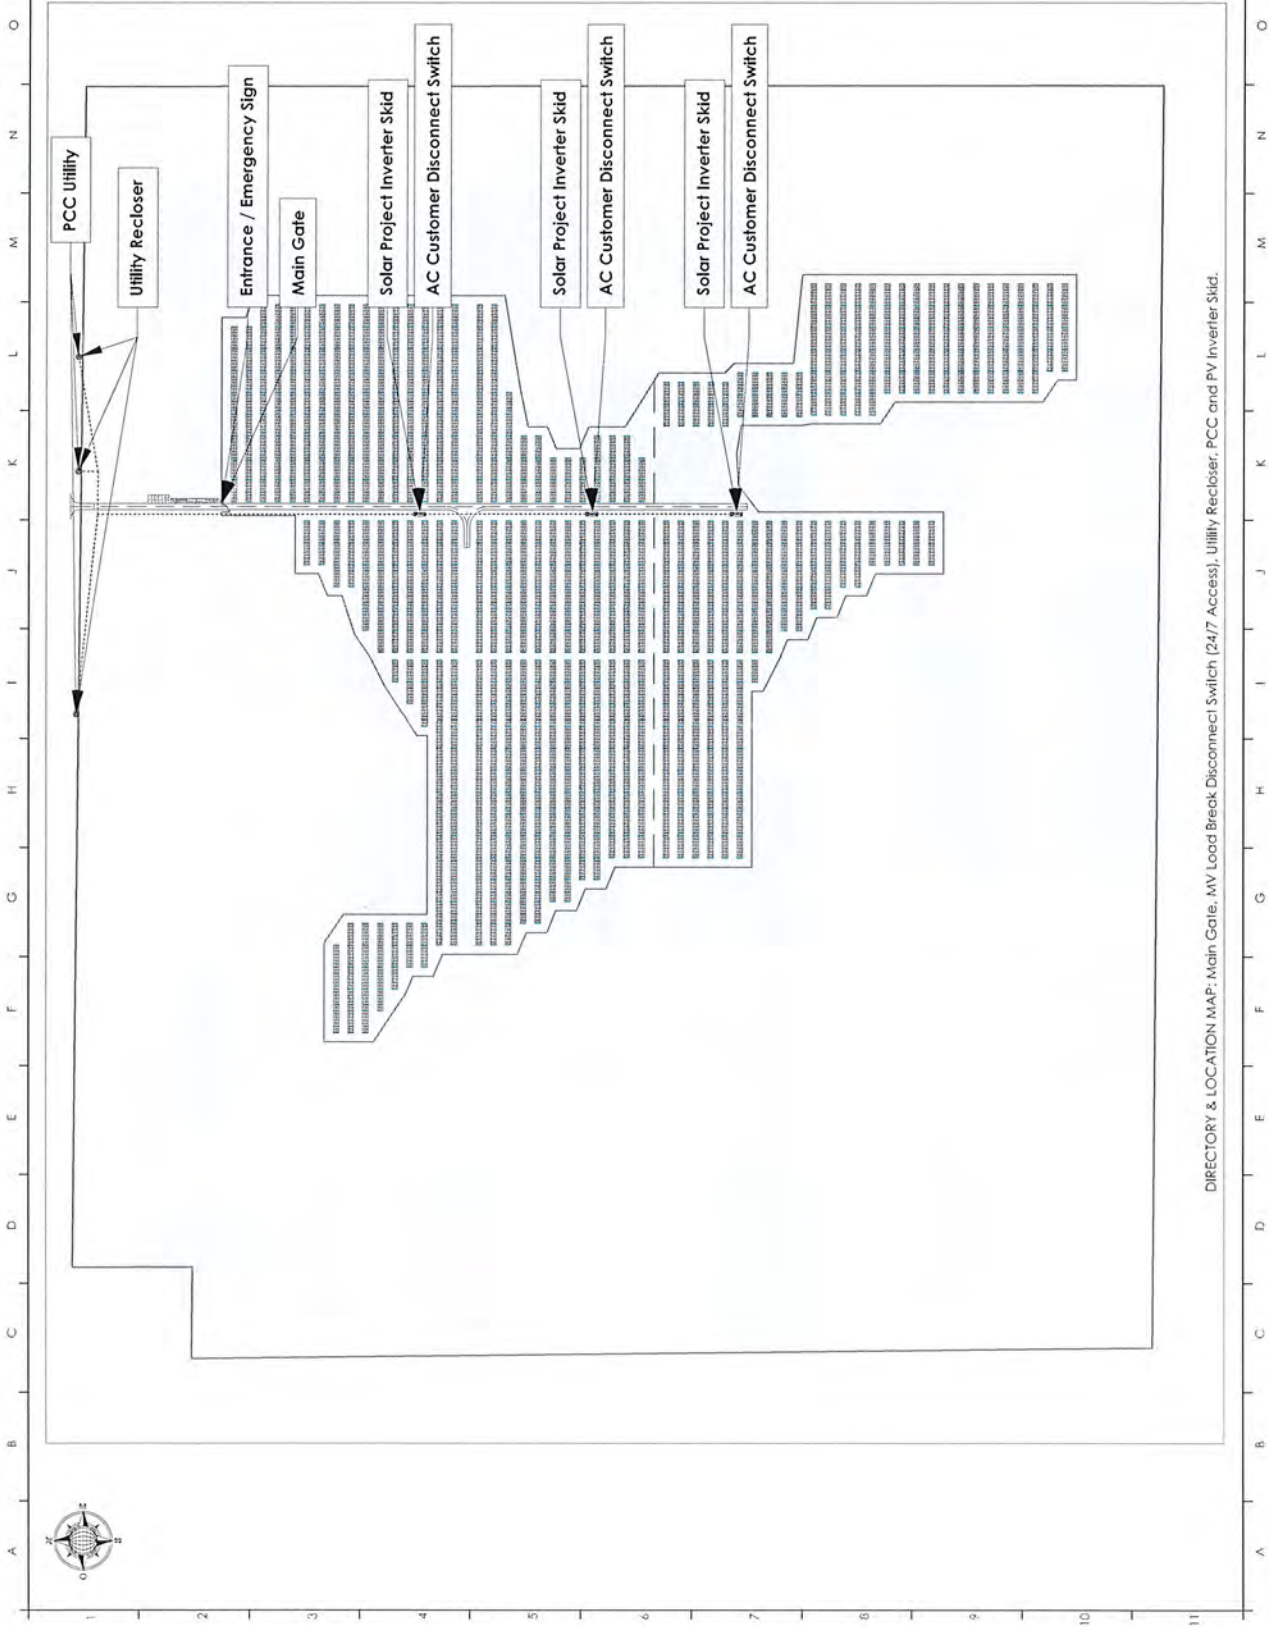 A
B
C
D
E
F
G
H
I
J
K
L
M
N
O
1
2
3
4
5
6
7
8
9
10
11
PCC Utility
Utility Recloser
Entrance / Emergency Sign
Main Gate
Solar Project Inverter Skid
AC Customer Disconnect Switch
Solar Project Inverter Skid
AC Customer Disconnect Switch
Solar Project Inverter Skid
AC Customer Disconnect Switch
DIRECTORY & LOCATION MAP: Main Gate, MV Load Break Disconnect Switch (24/7 Access), Utility Recloser, PCC and PV Inverter Skid.
A
B
C
D
E
F
G
H
I
J
K
L
M
N
O